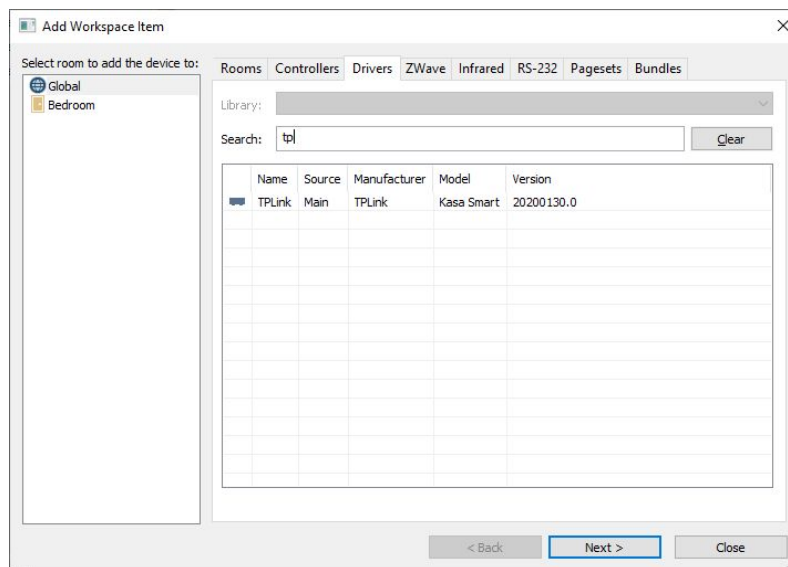 Add Workspace Item
Select room to add the device to:
Global
Bedroom
Rooms Controllers Drivers ZWave Infrared RS-232 Pagesets Bundles
Library:
Search: tpl Clear
Name Source Manufacturer Model Version
TPLink Main TPLink Kasa Smart 20200130.0
< Back Next > Close